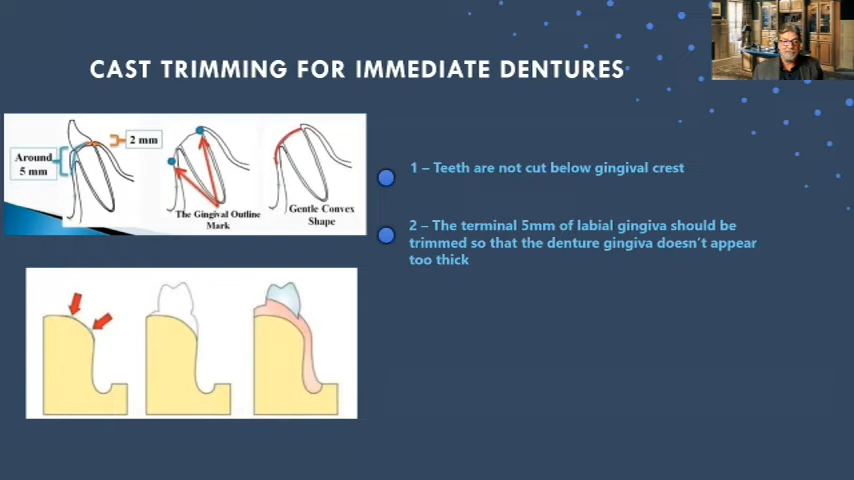 CAST TRIMMING FOR IMMEDIATE DENTURES
2 mm
Around
5 mm
The Gingival Outline
Mark
Gentle Convex
Shape
1 – Teeth are not cut below gingival crest
2 – The terminal 5mm of labial gingiva should be
trimmed so that the denture gingiva doesn't appear
too thick